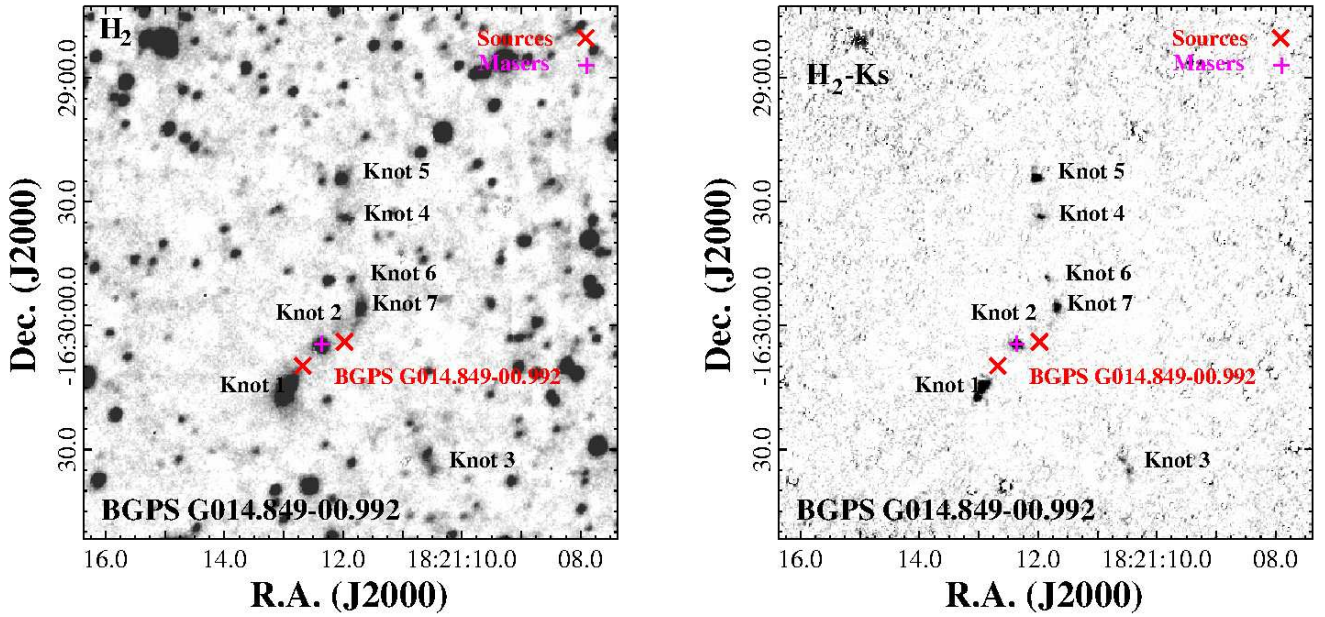 H2
Sources
Masers
Knot 5
Knot 4
Knot 6
Knot 7
Knot 2
Knot 1
BGPS G014.849-00.992
Knot 3
BGPS G014.849-00.992
29:00.0
30.0
-16:30:00.0
30.0
Dec. (J2000)
16.0 14.0 12.0 18:21:10.0 08.0
R.A. (J2000)
H2-Ks
Sources
Masers
Knot 5
Knot 4
Knot 6
Knot 7
Knot 2
Knot 1
BGPS G014.849-00.992
Knot 3
BGPS G014.849-00.992
29:00.0
30.0
-16:30:00.0
30.0
Dec. (J2000)
16.0 14.0 12.0 18:21:10.0 08.0
R.A. (J2000)